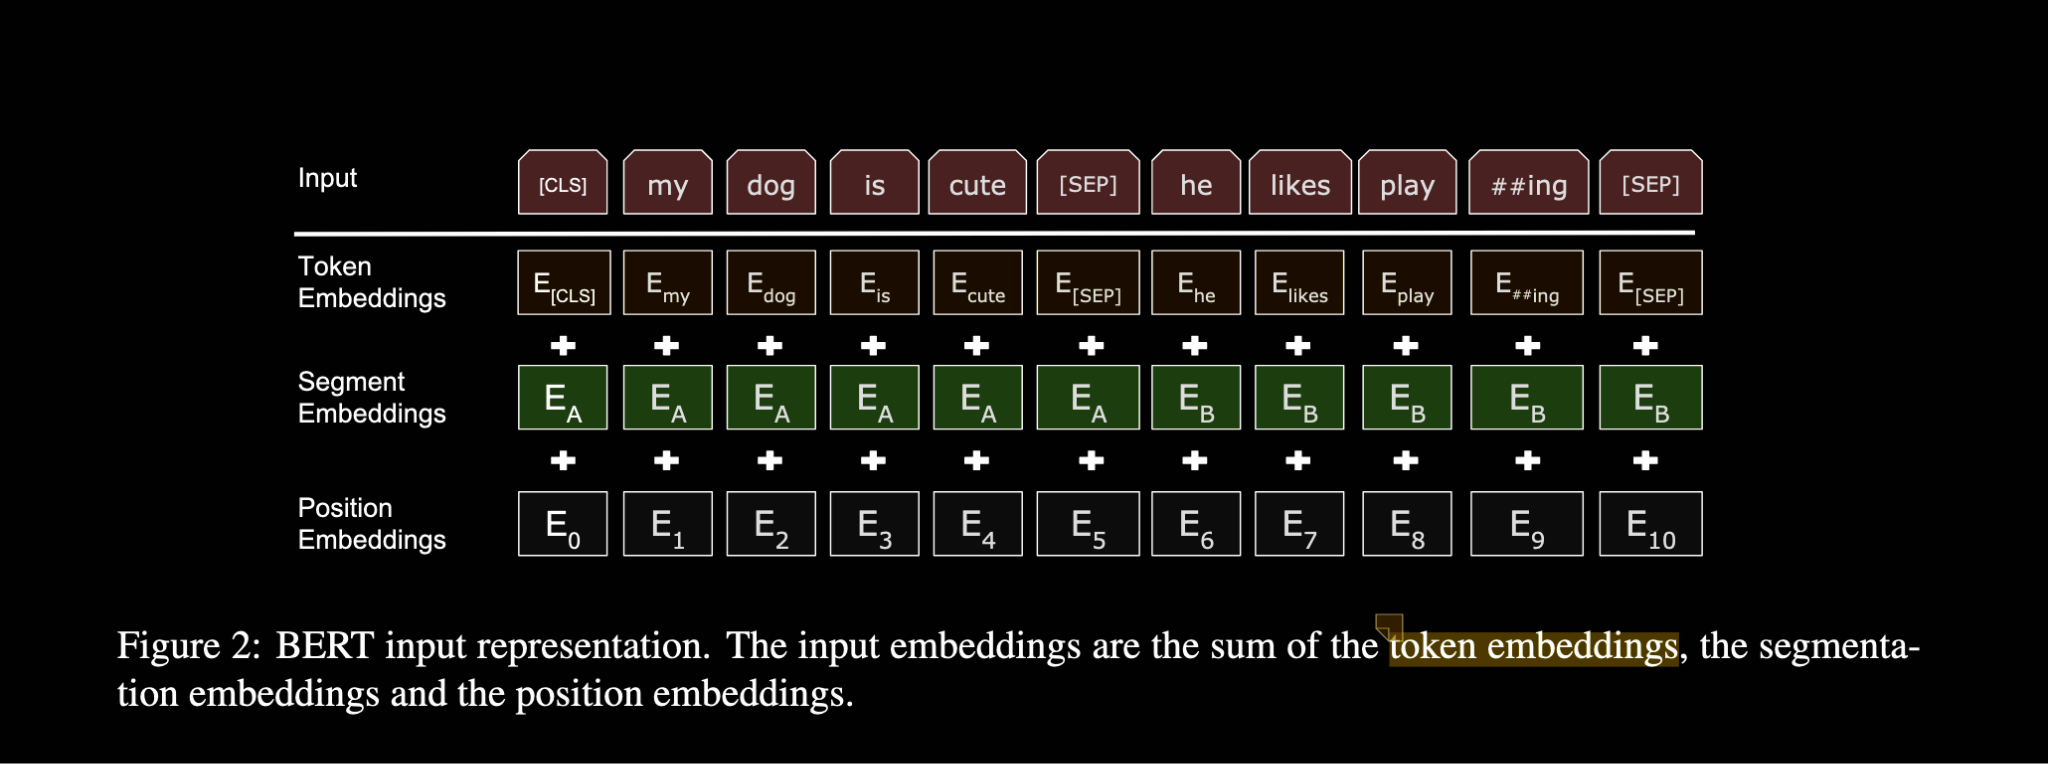 Input [CLS] my dog is cute [SEP] he likes play ##ing [SEP]
Token
Embeddings E[CLS] Emy Edog Eis Ecute E[SEP] Ehe Elikes Eplay E##ing E[SEP]
+ + + + + + + + + + +
Segment
Embeddings EA EA EA EA EA EA EB EB EB EB EB
+ + + + + + + + + + +
Position
Embeddings E0 E1 E2 E3 E4 E5 E6 E7 E8 E9 E10
Figure 2: BERT input representation. The input embeddings are the sum of the token embeddings, the segmenta-
tion embeddings and the position embeddings.